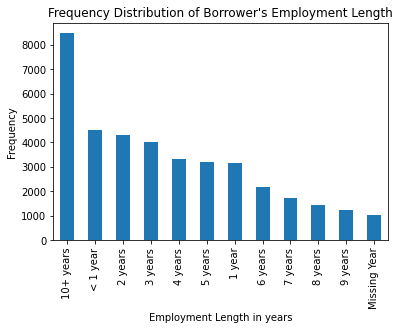 Frequency Distribution of Borrower's Employment Length
Frequency
8000
7000
6000
5000
4000
3000
2000
1000
0
10+ years
< 1 year
2 years
3 years
4 years
5 years
1 year
6 years
7 years
8 years
9 years
Missing Year
Employment Length in years